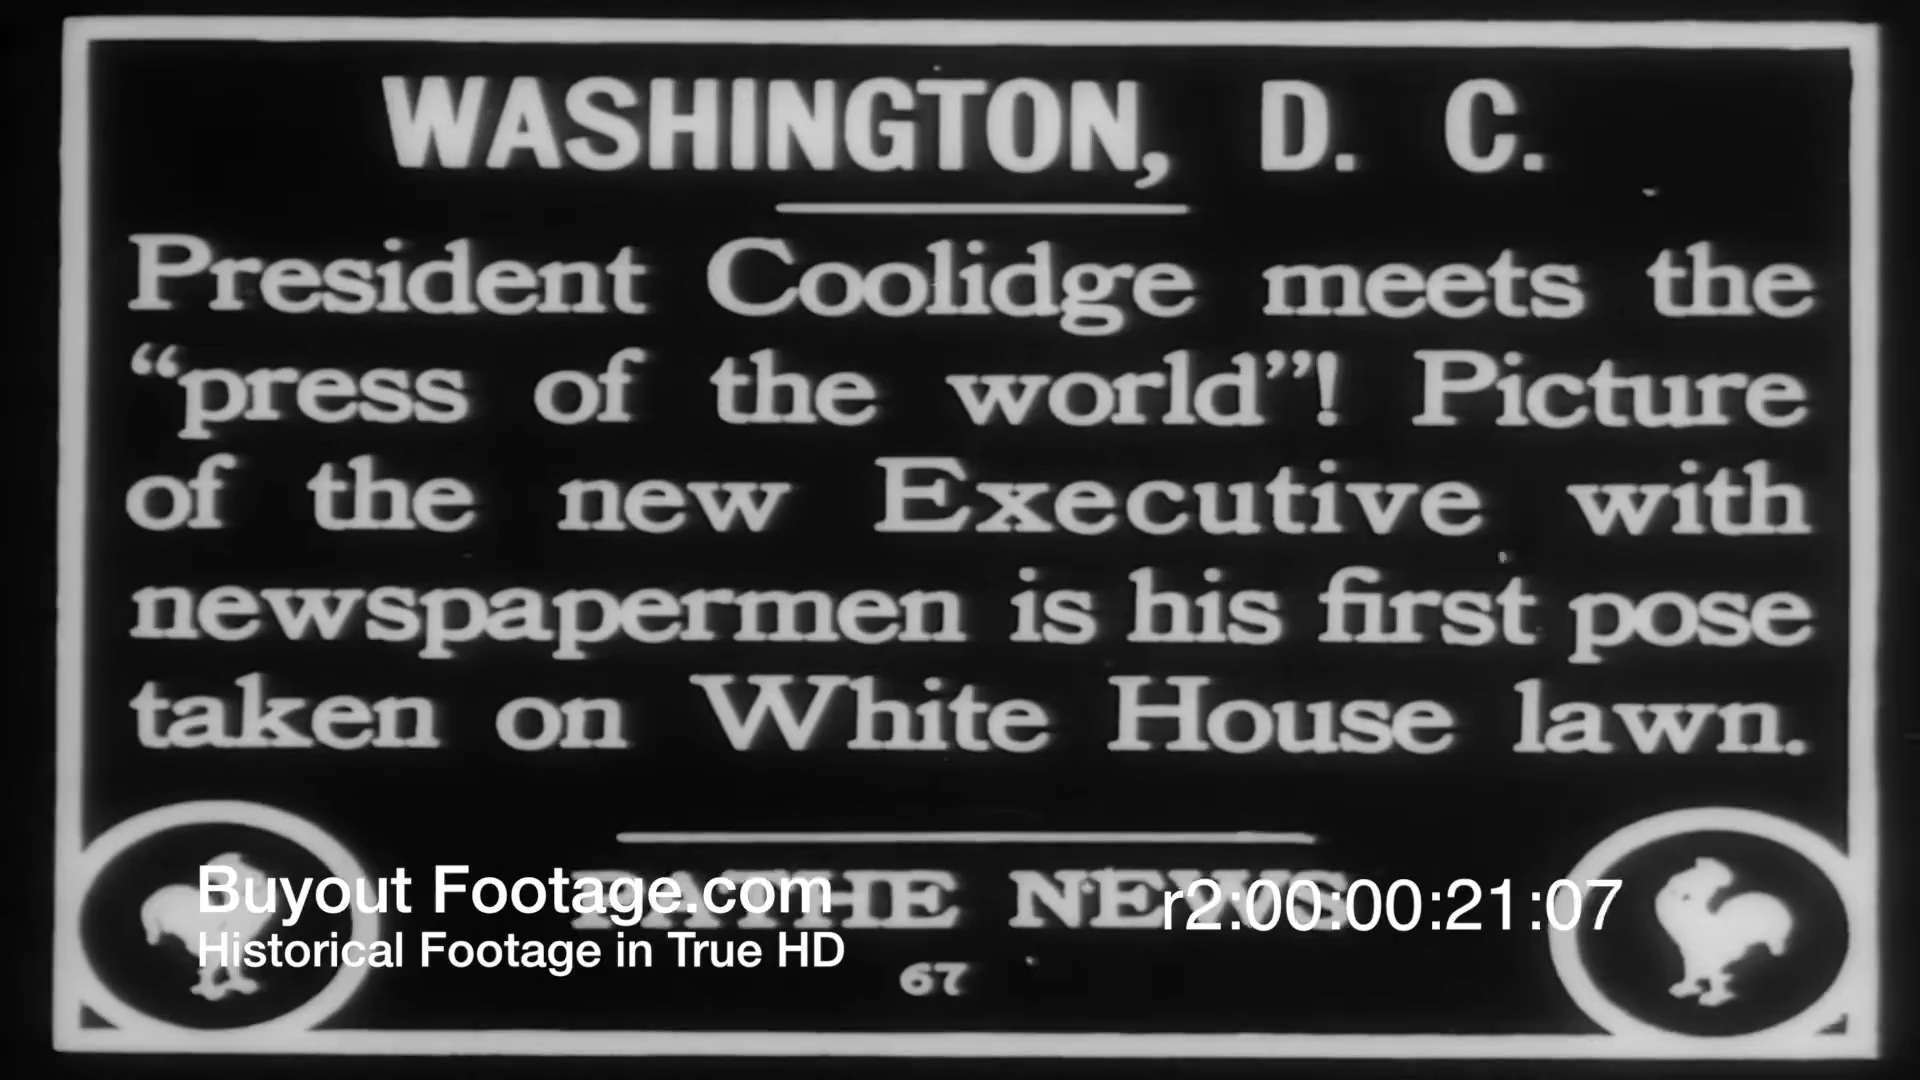 WASHINGTON, D. C.
President Coolidge meets the
“press of the world”! Picture
of the new Executive with
newspapermen is his first pose
taken on White House lawn.
PATHE NEWS
Buyout Footage.com
r2:00:00:21:07
Historical Footage in True HD
67